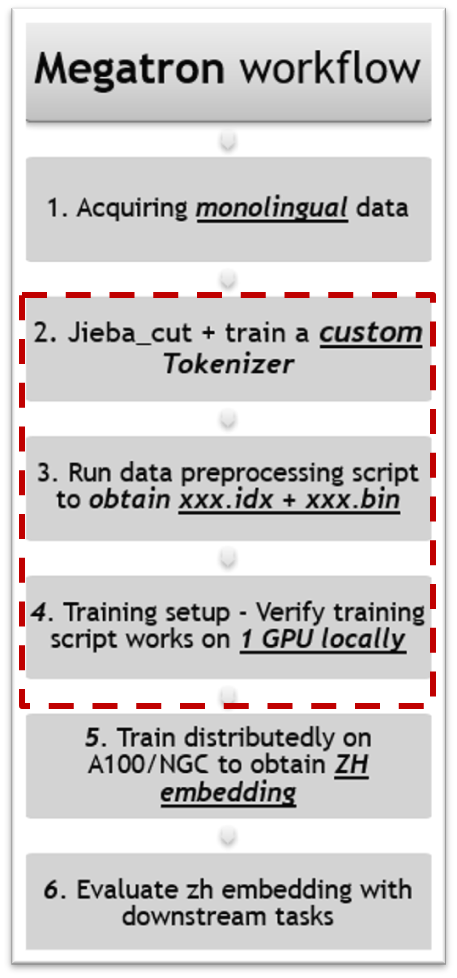 Megatron workflow
1. Acquiring monolingual data
2. Jieba_cut + train a custom
Tokenizer
3. Run data preprocessing script
to obtain xxx.idx + xxx.bin
4. Training setup - Verify training
script works on 1 GPU locally
5. Train distributedly on
A100/NGC to obtain ZH
embedding
6. Evaluate zh embedding with
downstream tasks